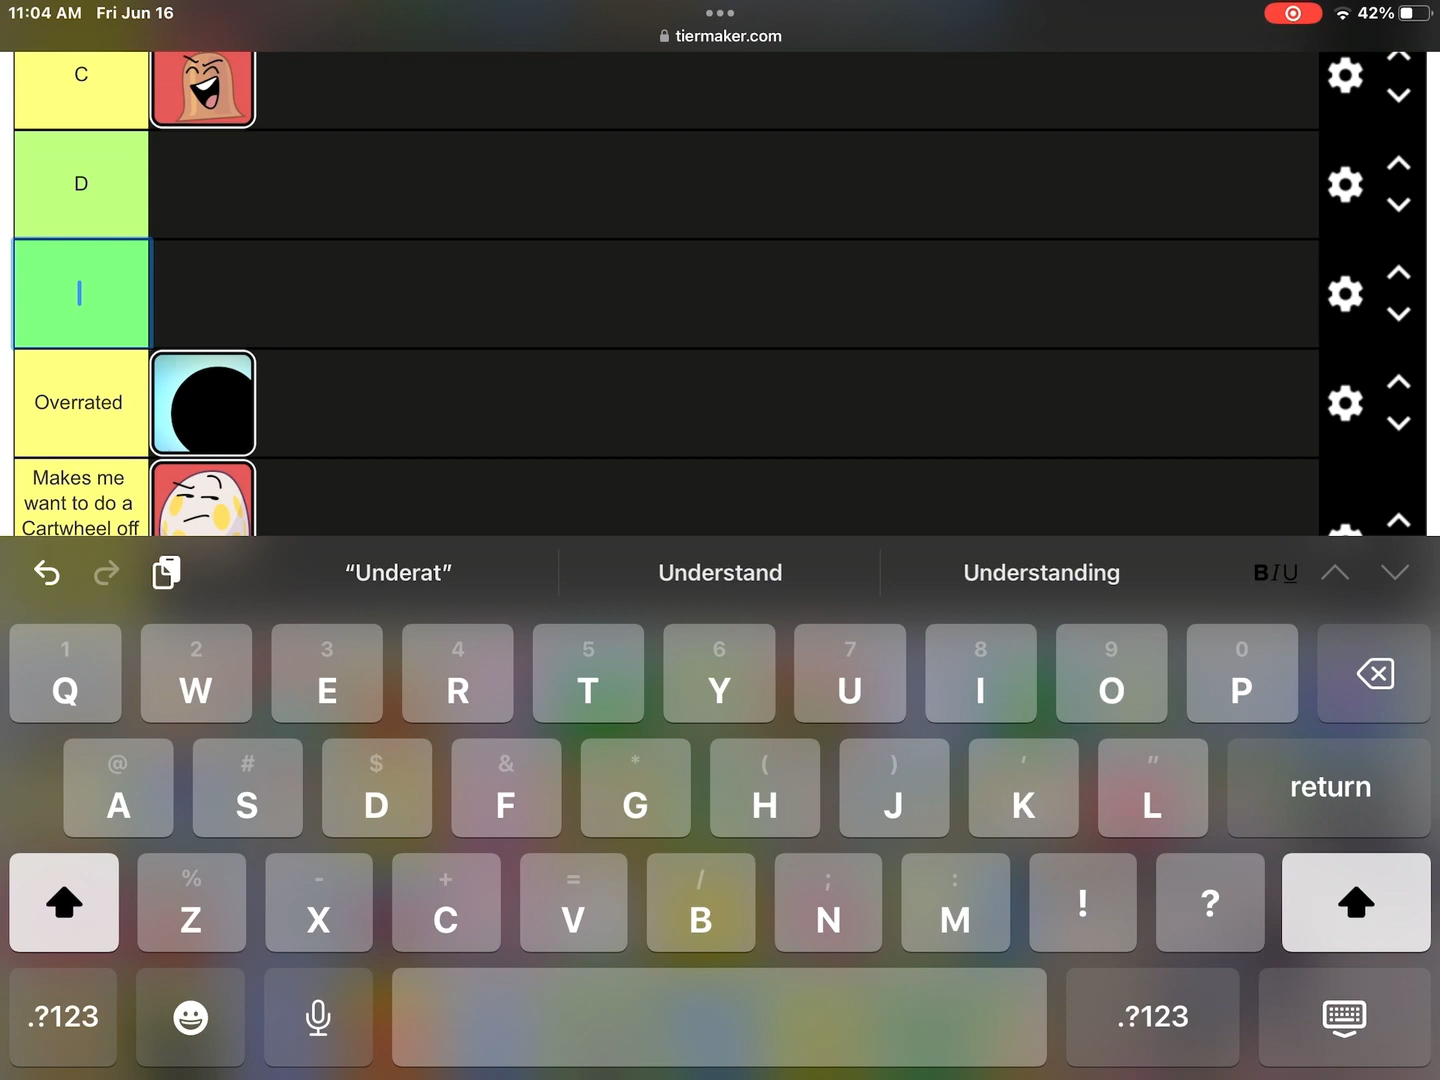 11:04 AM Fri Jun 16
42%
tiermaker.com
C
D
Overrated
Makes me
want to do a
Cartwheel off
“Underat” Understand Understanding BIU
1 2 3 4 5 6 7 8 9 0
Q W E R T Y U I O P
@ # $ & * ( ) ' "
A S D F G H J K L return
% - + = / ; :
Z X C V B N M ! ?
.?123 .?123